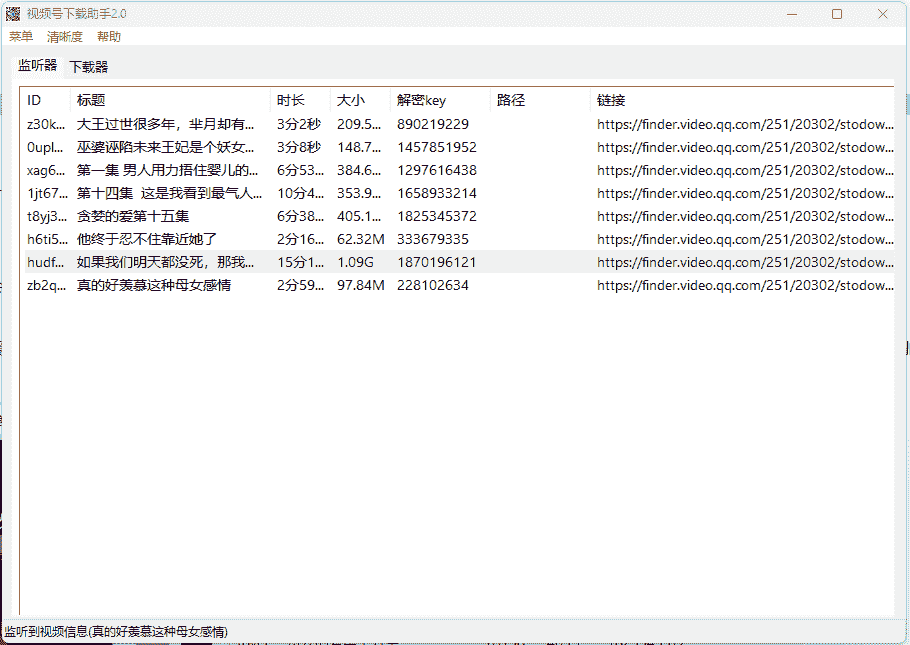 视频号下载助手2.0
菜单 清晰度 帮助
监听器 下载器
ID 标题 时长 大小 解密key 路径 链接
z30k... 大王过世很多年，芈月却有... 3分2秒 209.5... 890219229 https://finder.video.qq.com/251/20302/stodow...
0upl... 巫婆诬陷未来王妃是个妖女... 3分8秒 148.7... 1457851952 https://finder.video.qq.com/251/20302/stodow...
xag6... 第一集 男人用力捂住婴儿的... 6分53... 384.6... 1297616438 https://finder.video.qq.com/251/20302/stodow...
1jt67... 第十四集 这是我看到最气人... 10分4... 353.9... 1658933214 https://finder.video.qq.com/251/20302/stodow...
t8yj3... 贪婪的爱第十五集 6分38... 405.1... 1825345372 https://finder.video.qq.com/251/20302/stodow...
h6ti5... 他终于忍不住靠近她了 2分16... 62.32M 333679335 https://finder.video.qq.com/251/20302/stodow...
hudf... 如果我们明天都没死，那我... 15分1... 1.09G 1870196121 https://finder.video.qq.com/251/20302/stodow...
zb2q... 真的好羡慕这种母女感情 2分59... 97.84M 228102634 https://finder.video.qq.com/251/20302/stodow...
监听到视频信息(真的好羡慕这种母女感情)